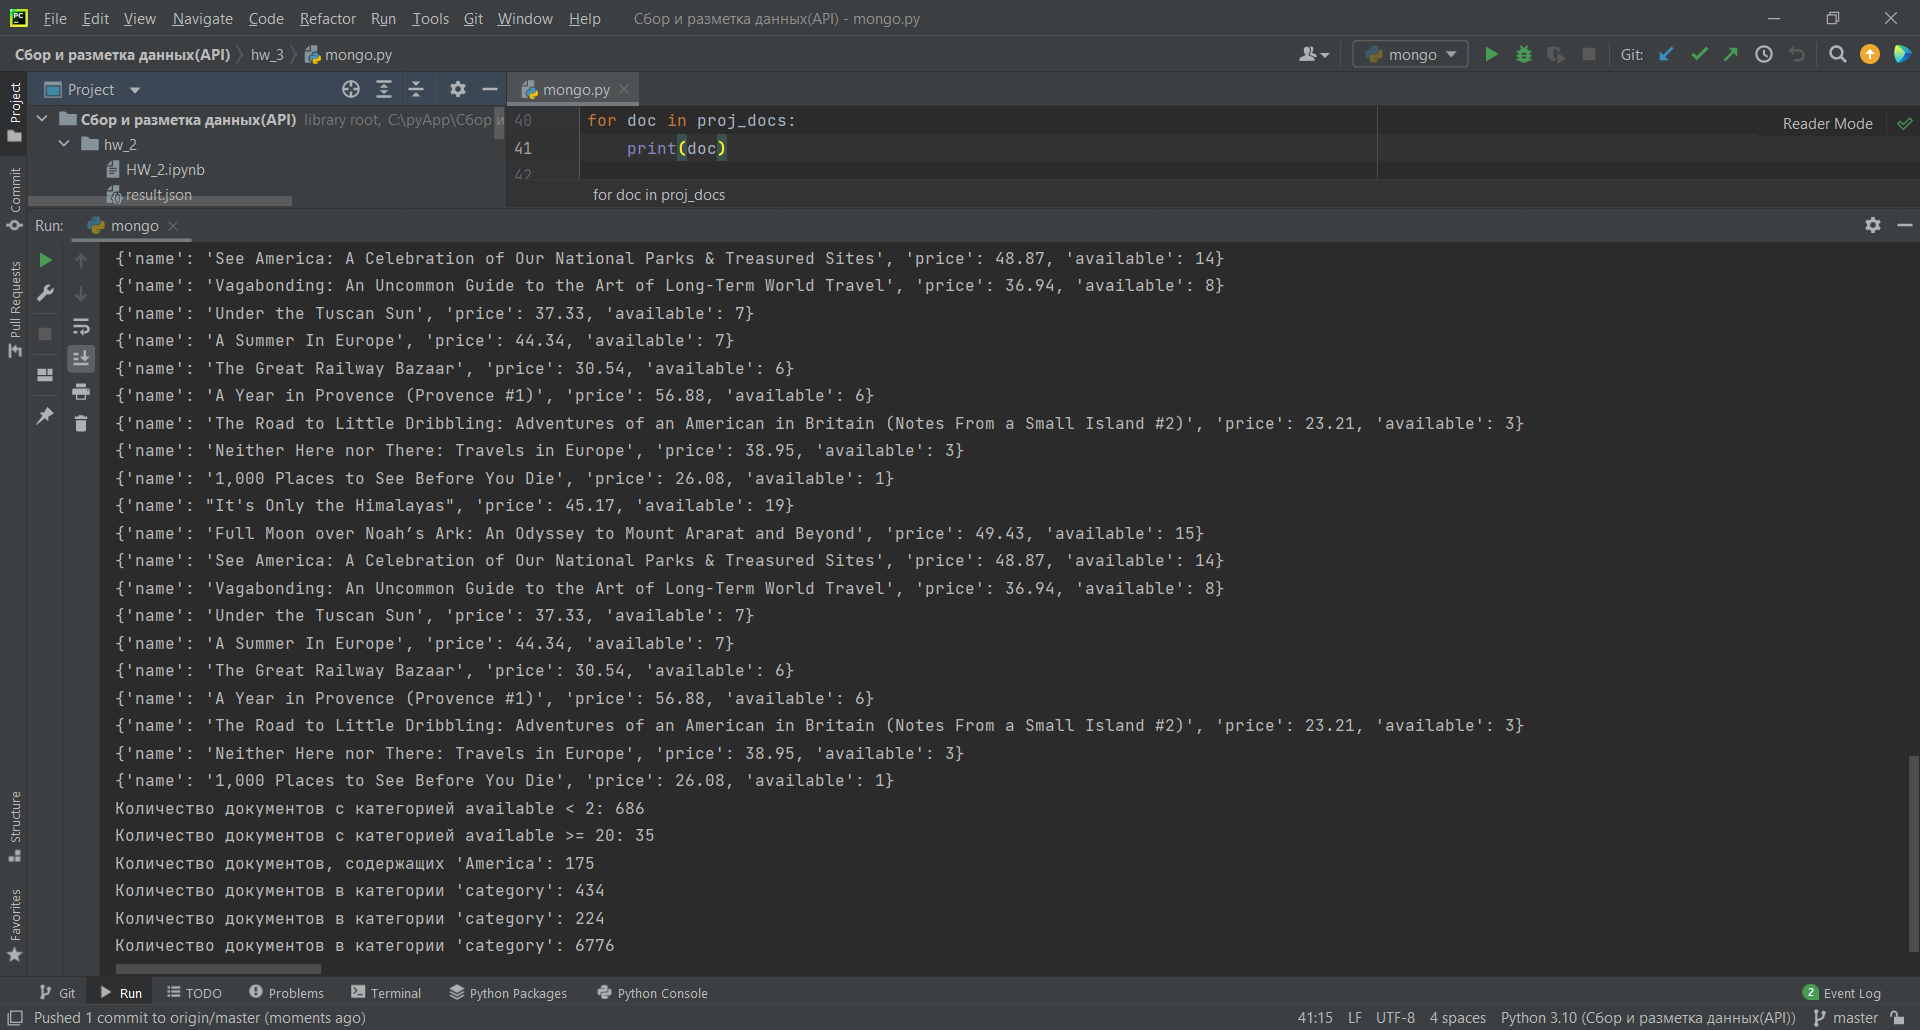 File Edit View Navigate Code Refactor Run Tools Git Window Help Сбор и разметка данных(API) - mongo.py
Сбор и разметка данных(API) hw_3 mongo.py mongo Git:
Project mongo.py
Сбор и разметка данных(API) library root, C:\pyApp\Сбор и
hw_2
HW_2.ipynb
result.json
40 for doc in proj_docs:
41 print(doc)
42
Reader Mode
for doc in proj_docs
Project
Commit
Pull Requests
Structure
Favorites
Run: mongo
{'name': 'See America: A Celebration of Our National Parks & Treasured Sites', 'price': 48.87, 'available': 14}
{'name': 'Vagabonding: An Uncommon Guide to the Art of Long-Term World Travel', 'price': 36.94, 'available': 8}
{'name': 'Under the Tuscan Sun', 'price': 37.33, 'available': 7}
{'name': 'A Summer In Europe', 'price': 44.34, 'available': 7}
{'name': 'The Great Railway Bazaar', 'price': 30.54, 'available': 6}
{'name': 'A Year in Provence (Provence #1)', 'price': 56.88, 'available': 6}
{'name': 'The Road to Little Dribbling: Adventures of an American in Britain (Notes From a Small Island #2)', 'price': 23.21, 'available': 3}
{'name': 'Neither Here nor There: Travels in Europe', 'price': 38.95, 'available': 3}
{'name': '1,000 Places to See Before You Die', 'price': 26.08, 'available': 1}
{'name': "It's Only the Himalayas", 'price': 45.17, 'available': 19}
{'name': 'Full Moon over Noah’s Ark: An Odyssey to Mount Ararat and Beyond', 'price': 49.43, 'available': 15}
{'name': 'See America: A Celebration of Our National Parks & Treasured Sites', 'price': 48.87, 'available': 14}
{'name': 'Vagabonding: An Uncommon Guide to the Art of Long-Term World Travel', 'price': 36.94, 'available': 8}
{'name': 'Under the Tuscan Sun', 'price': 37.33, 'available': 7}
{'name': 'A Summer In Europe', 'price': 44.34, 'available': 7}
{'name': 'The Great Railway Bazaar', 'price': 30.54, 'available': 6}
{'name': 'A Year in Provence (Provence #1)', 'price': 56.88, 'available': 6}
{'name': 'The Road to Little Dribbling: Adventures of an American in Britain (Notes From a Small Island #2)', 'price': 23.21, 'available': 3}
{'name': 'Neither Here nor There: Travels in Europe', 'price': 38.95, 'available': 3}
{'name': '1,000 Places to See Before You Die', 'price': 26.08, 'available': 1}
Количество документов с категорией available < 2: 686
Количество документов с категорией available >= 20: 35
Количество документов, содержащих 'America': 175
Количество документов в категории 'category': 434
Количество документов в категории 'category': 224
Количество документов в категории 'category': 6776
Git Run TODO Problems Terminal Python Packages Python Console 2 Event Log
Pushed 1 commit to origin/master (moments ago) 41:15 LF UTF-8 4 spaces Python 3.10 (Сбор и разметка данных(API)) master